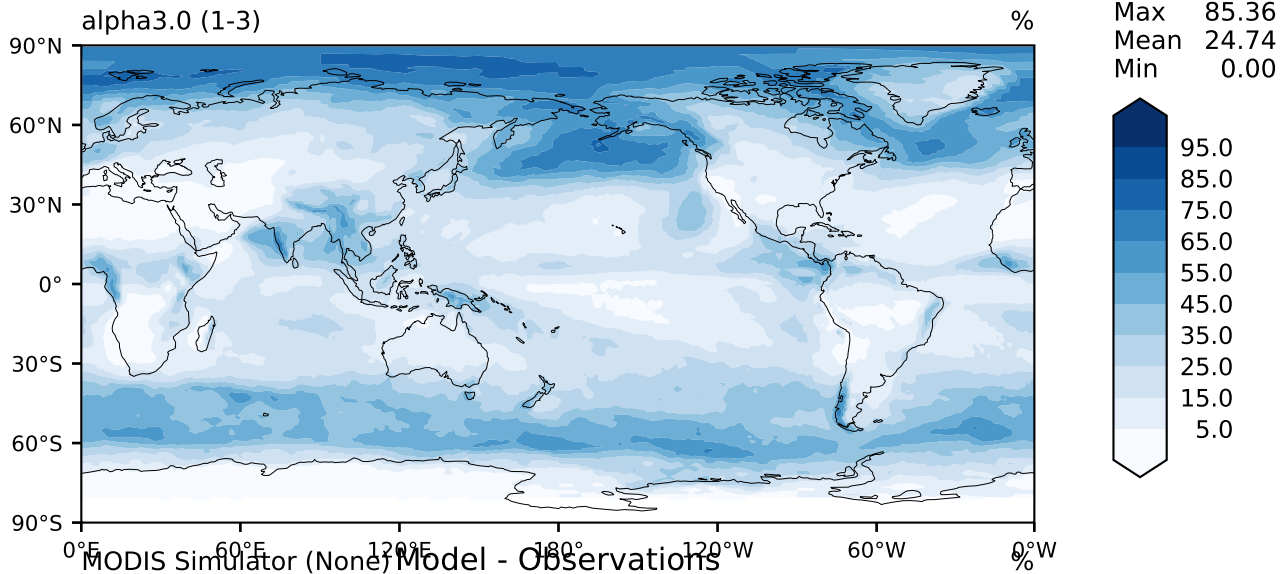 alpha3.0 (1-3) %
Max 85.36
Mean 24.74
Min 0.00
90°N
60°N
30°N
0°
30°S
60°S
90°S
95.0
85.0
75.0
65.0
55.0
45.0
35.0
25.0
15.0
5.0
0°E 60°E 120°E 180° 120°W 60°W 0°W
MODIS Simulator (None) Model - Observations %